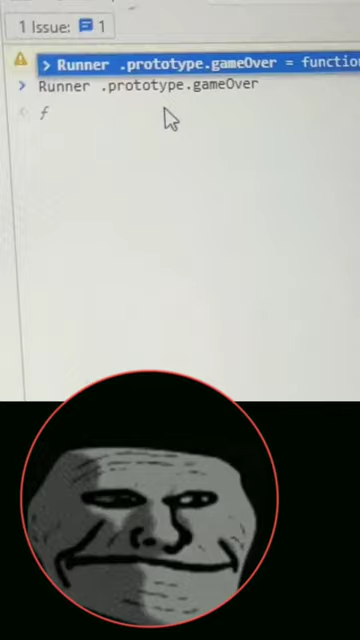 1 Issue: 1
> Runner .prototype.gameOver = functio
> Runner .prototype.gameOver
f